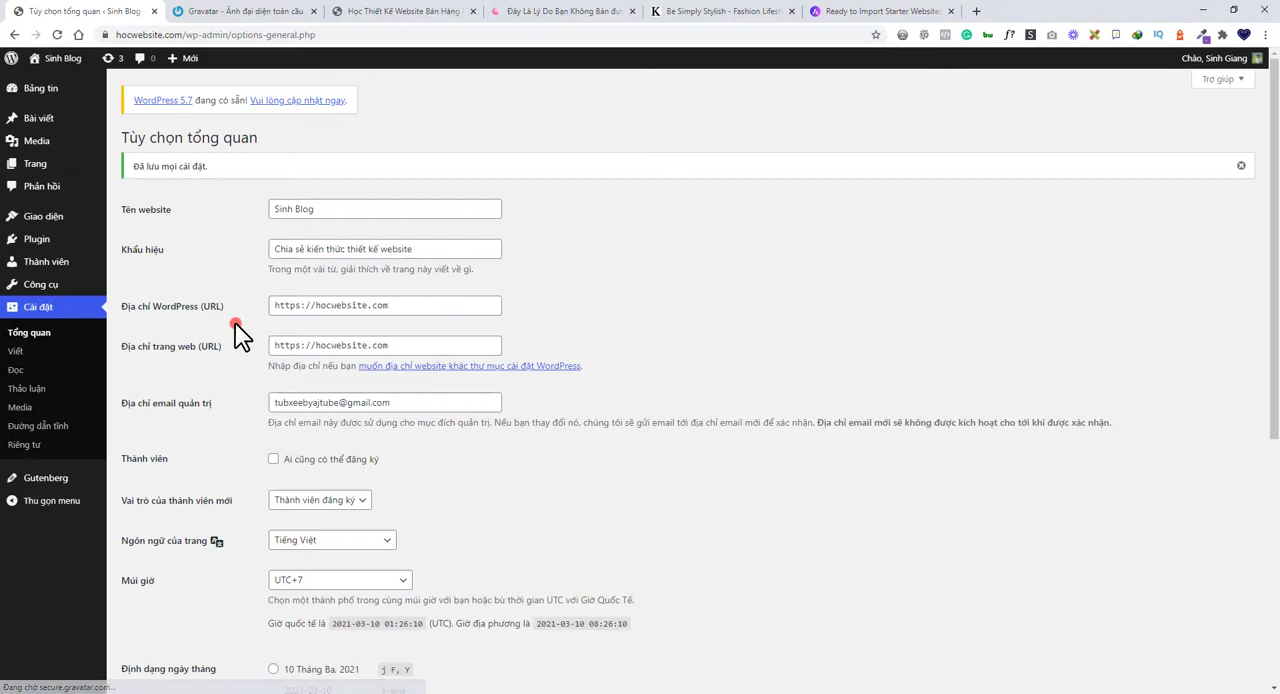 Tùy chọn tổng quan ‹ Sinh Blog
Gravatar - Ảnh đại diện toàn cầu
Học Thiết Kế Website Bán Hàng
Đây Là Lý Do Bạn Không Bán đượ
Be Simply Stylish - Fashion Lifest
Ready to Import Starter Website
hocwebsite.com/wp-admin/options-general.php
Sinh Blog
3
0
Mới
Chào, Sinh Giang
Bảng tin
Bài viết
Media
Trang
Phản hồi
Giao diện
Plugin
Thành viên
Công cụ
Cài đặt
Tổng quan
Viết
Đọc
Thảo luận
Media
Đường dẫn tĩnh
Riêng tư
Gutenberg
Thu gọn menu
Trợ giúp
WordPress 5.7 đang có sẵn! Vui lòng cập nhật ngay.
Tùy chọn tổng quan
Đã lưu mọi cài đặt.
Tên website
Sinh Blog
Khẩu hiệu
Chia sẻ kiến thức thiết kế website
Trong một vài từ, giải thích về trang này viết về gì.
Địa chỉ WordPress (URL)
https://hocwebsite.com
Địa chỉ trang web (URL)
https://hocwebsite.com
Nhập địa chỉ nếu bạn muốn địa chỉ website khác thư mục cài đặt WordPress.
Địa chỉ email quản trị
tubxeebyajtube@gmail.com
Địa chỉ email này được sử dụng cho mục đích quản trị. Nếu bạn thay đổi nó, chúng tôi sẽ gửi email tới địa chỉ email mới để xác nhận. Địa chỉ email mới sẽ không được kích hoạt cho tới khi được xác nhận.
Thành viên
Ai cũng có thể đăng ký
Vai trò của thành viên mới
Thành viên đăng ký
Ngôn ngữ của trang
Tiếng Việt
Múi giờ
UTC+7
Chọn một thành phố trong cùng múi giờ với bạn hoặc bù thời gian UTC với Giờ Quốc Tế.
Giờ quốc tế là 2021-03-10 01:26:10 (UTC). Giờ địa phương là 2021-03-10 08:26:10
Định dạng ngày tháng
10 Tháng Ba, 2021
j F, Y
2021-03-10
Y-m-d
Đang chờ secure.gravatar.com...